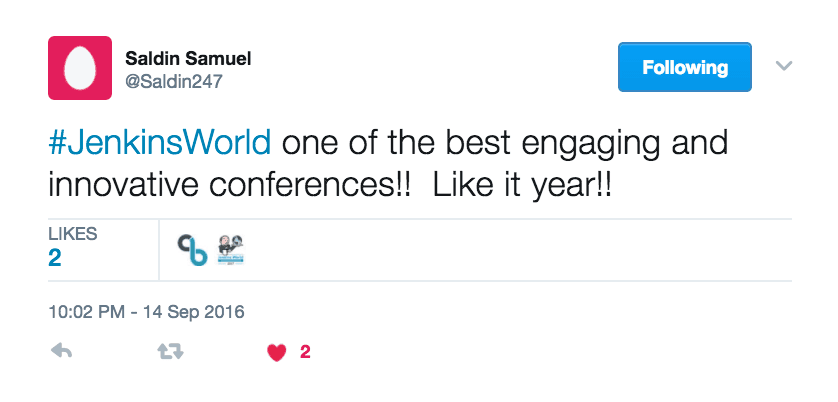 Saldin Samuel
@Saldin247
Following
#JenkinsWorld one of the best engaging and
innovative conferences!!  Like it year!!
LIKES
2
10:02 PM - 14 Sep 2016
2